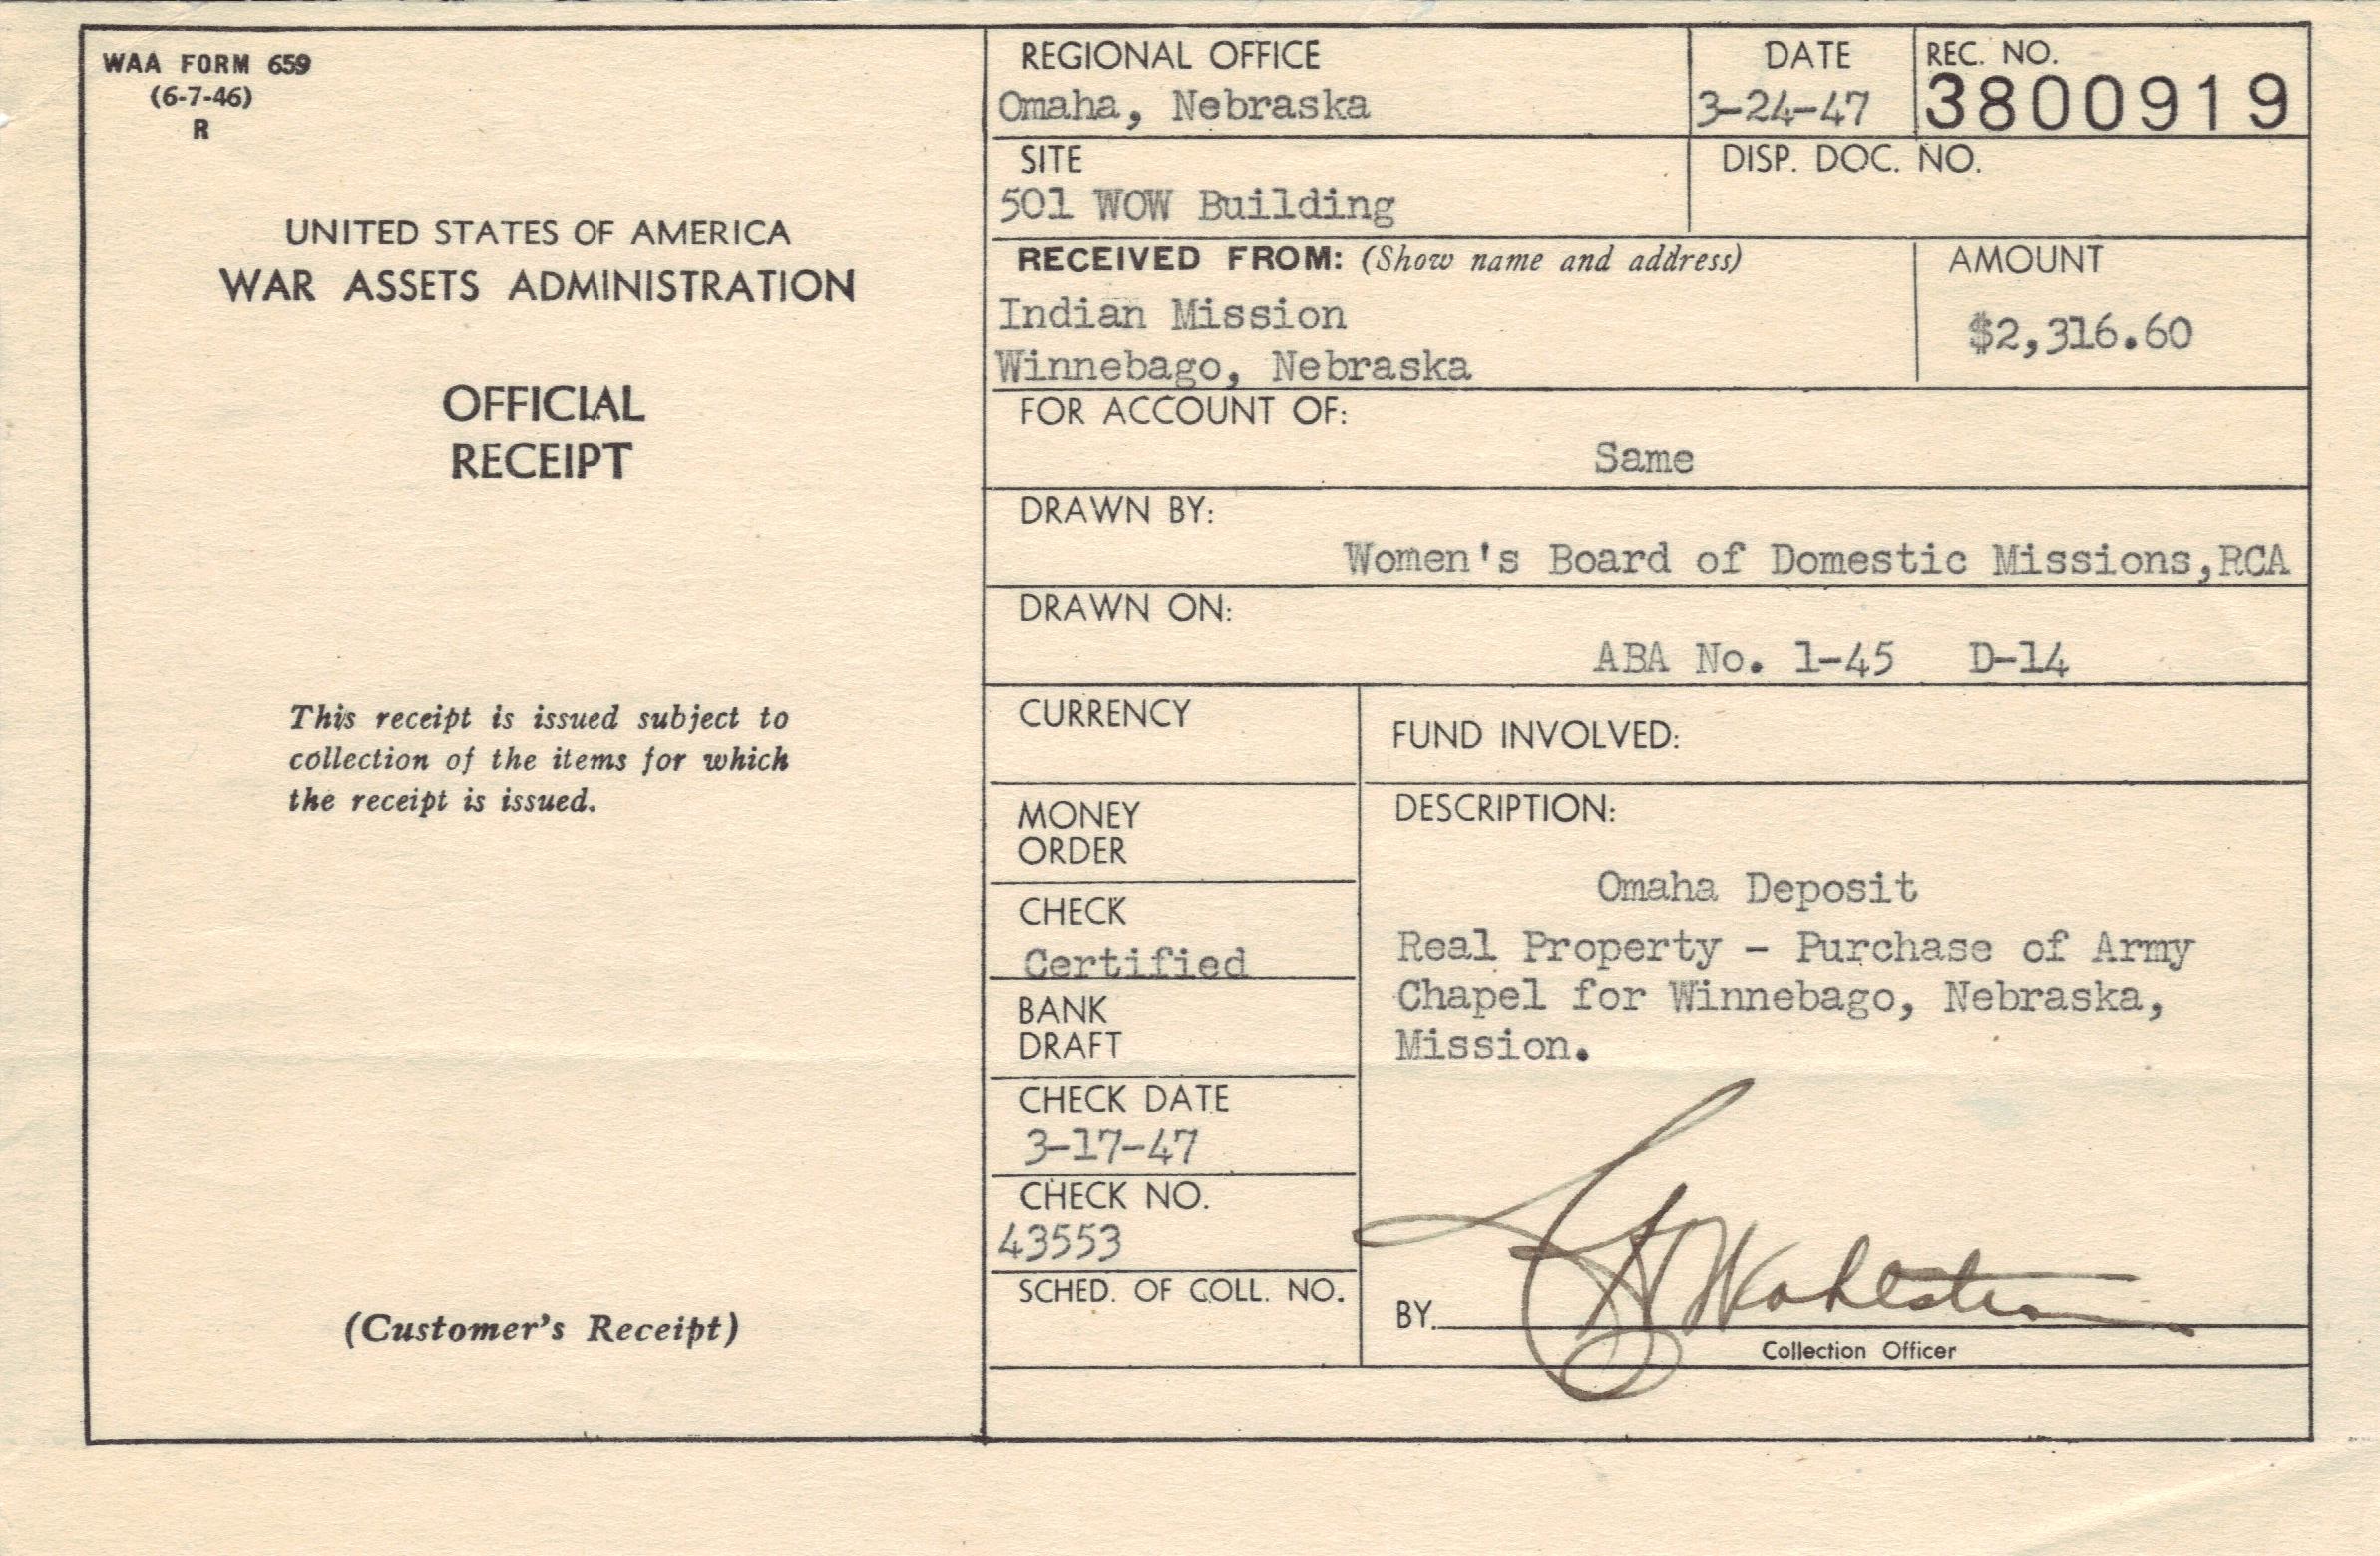 WAA FORM 659
(6-7-46)
R
UNITED STATES OF AMERICA
WAR ASSETS ADMINISTRATION
OFFICIAL
RECEIPT
This receipt is issued subject to
collection of the items for which
the receipt is issued.
(Customer's Receipt)
REGIONAL OFFICE
Omaha, Nebraska
DATE
3-24-47
REC. NO.
3800919
SITE
501 WOW Building
DISP. DOC. NO.
RECEIVED FROM: (Show name and address)
Indian Mission
Winnebago, Nebraska
AMOUNT
$2,316.60
FOR ACCOUNT OF:
Same
DRAWN BY:
Women's Board of Domestic Missions,RCA
DRAWN ON:
ABA No. 1-45 D-14
CURRENCY
MONEY
ORDER
CHECK
Certified
BANK
DRAFT
CHECK DATE
3-17-47
CHECK NO.
43553
SCHED. OF COLL. NO.
FUND INVOLVED:
DESCRIPTION:
Omaha Deposit
Real Property - Purchase of Army
Chapel for Winnebago, Nebraska,
Mission.
BY
Collection Officer